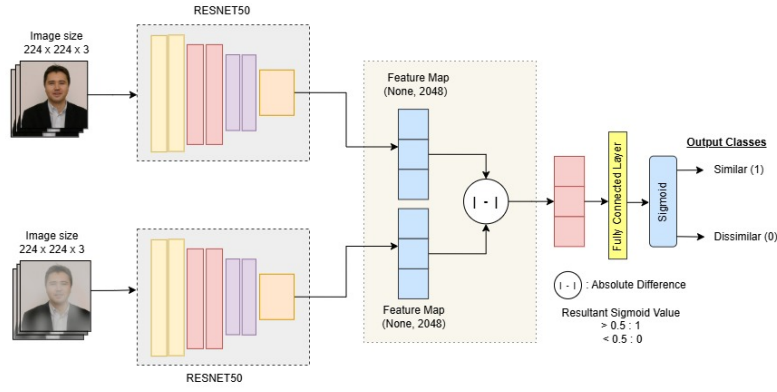 RESNET50
Image size
224 x 224 x 3
Feature Map
(None, 2048)
| - |
Fully Connected Layer
Sigmoid
Output Classes
Similar (1)
Dissimilar (0)
Image size
224 x 224 x 3
Feature Map
(None, 2048)
| - | : Absolute Difference
Resultant Sigmoid Value
> 0.5 : 1
< 0.5 : 0
RESNET50